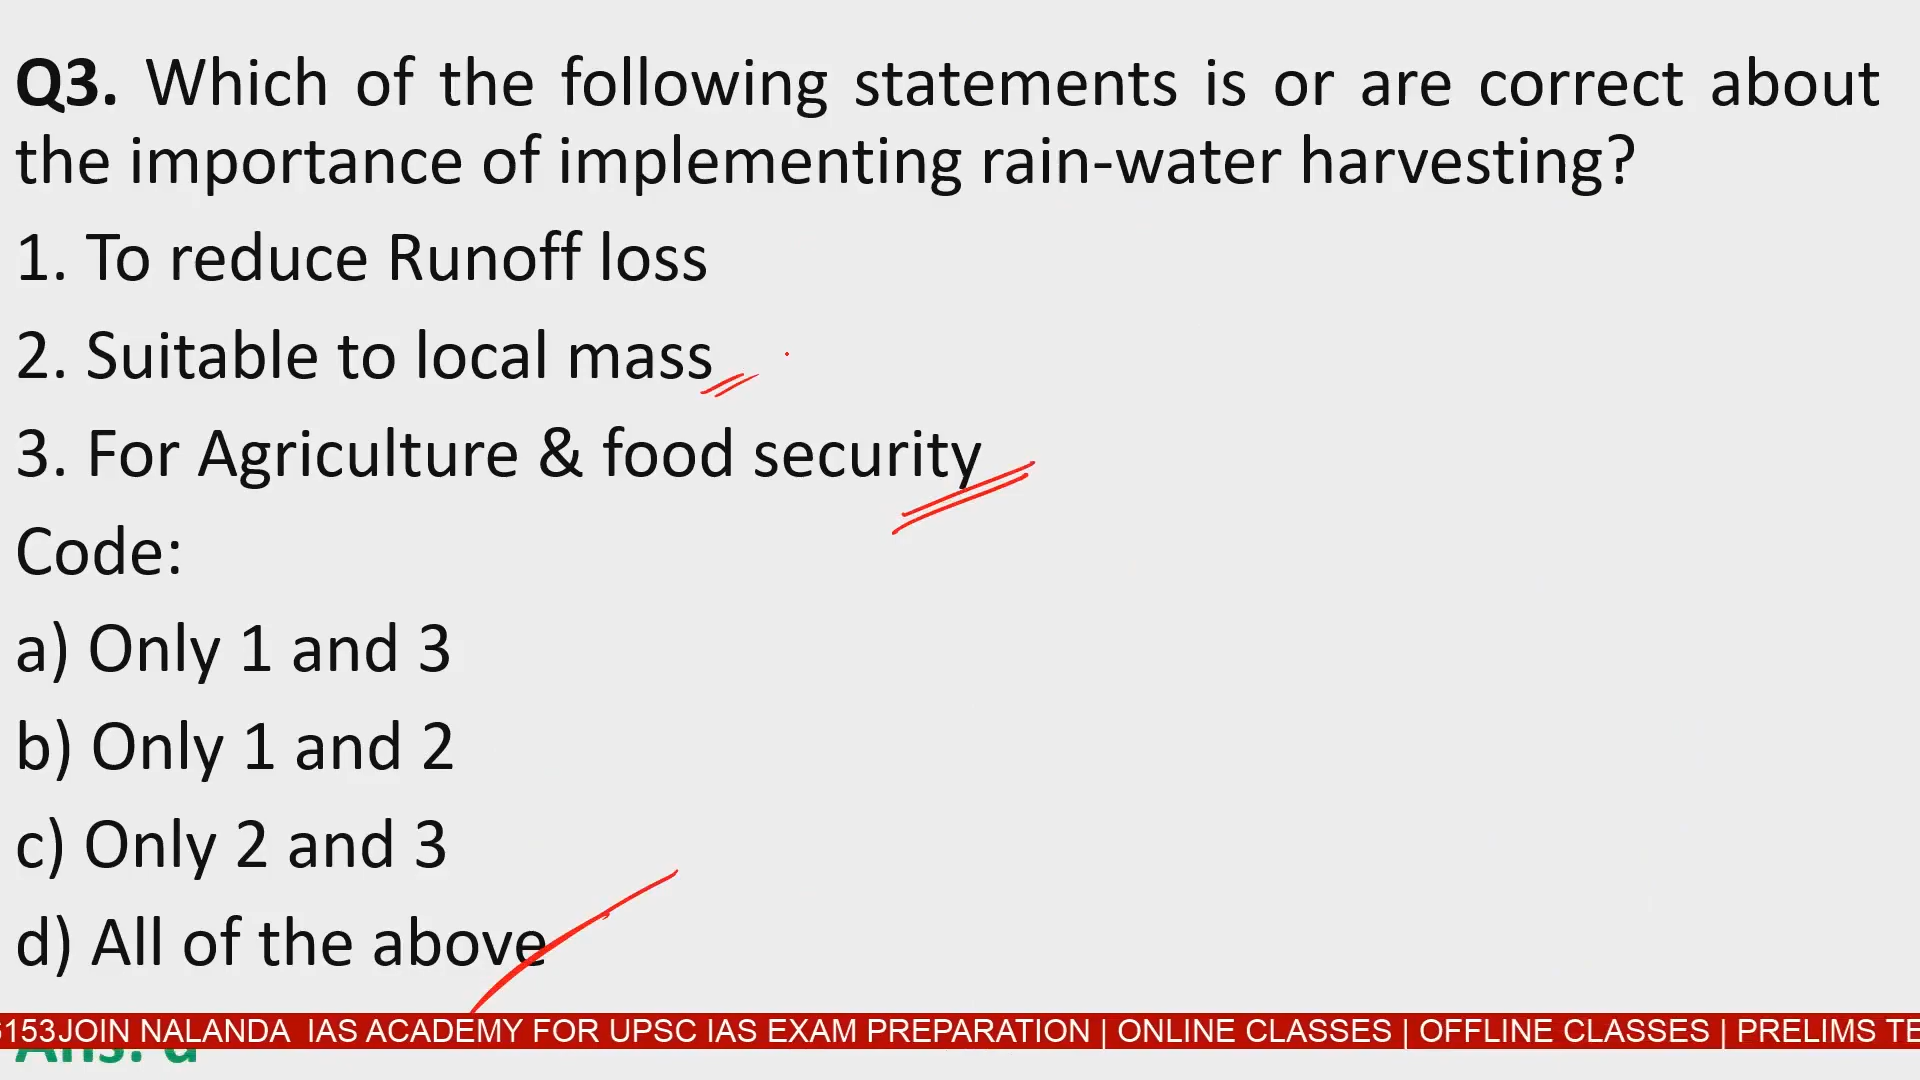 Q3. Which of the following statements is or are correct about
the importance of implementing rain-water harvesting?
1. To reduce Runoff loss
2. Suitable to local mass
3. For Agriculture & food security
Code:
a) Only 1 and 3
b) Only 1 and 2
c) Only 2 and 3
d) All of the above
153JOIN NALANDA IAS ACADEMY FOR UPSC IAS EXAM PREPARATION | ONLINE CLASSES | OFFLINE CLASSES | PRELIMS TE
Ans. d